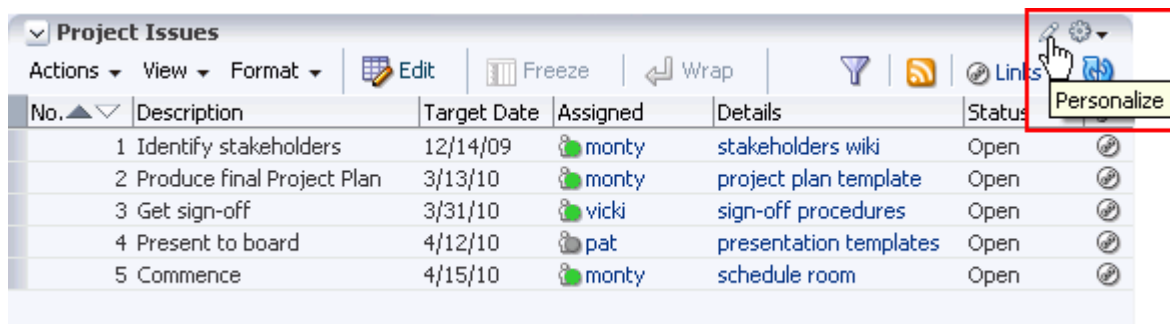 Project Issues
Actions View Format Edit Freeze Wrap Links
Personalize
No. Description Target Date Assigned Details Status
1 Identify stakeholders 12/14/09 monty stakeholders wiki Open
2 Produce final Project Plan 3/13/10 monty project plan template Open
3 Get sign-off 3/31/10 vicki sign-off procedures Open
4 Present to board 4/12/10 pat presentation templates Open
5 Commence 4/15/10 monty schedule room Open